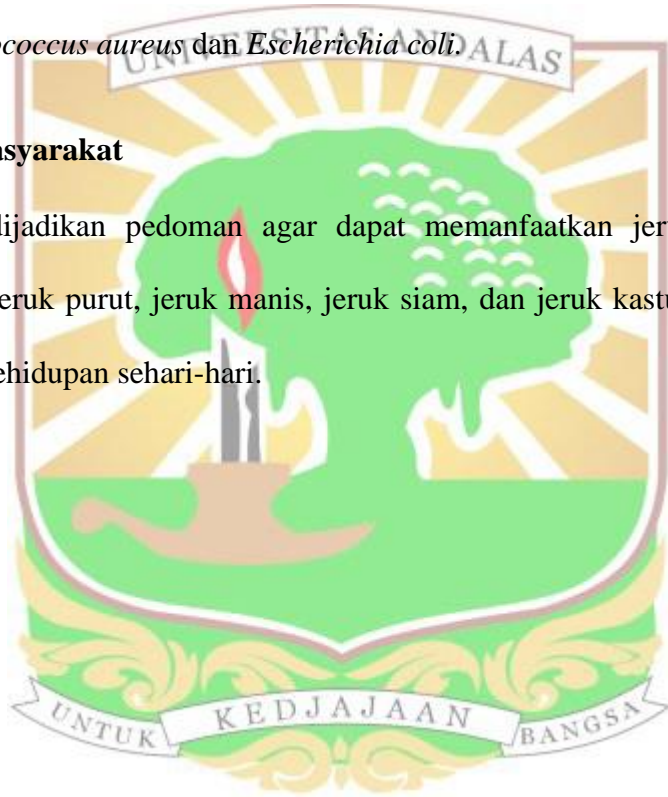 ococcus aureus dan Escherichia coli.
UNIVERSITAS ANDALAS
asyarakat
dijadikan pedoman agar dapat memanfaatkan jer
eruk purut, jeruk manis, jeruk siam, dan jeruk kastu
ehidupan sehari-hari.
UNTUK KEDJAJAAN BANGSA